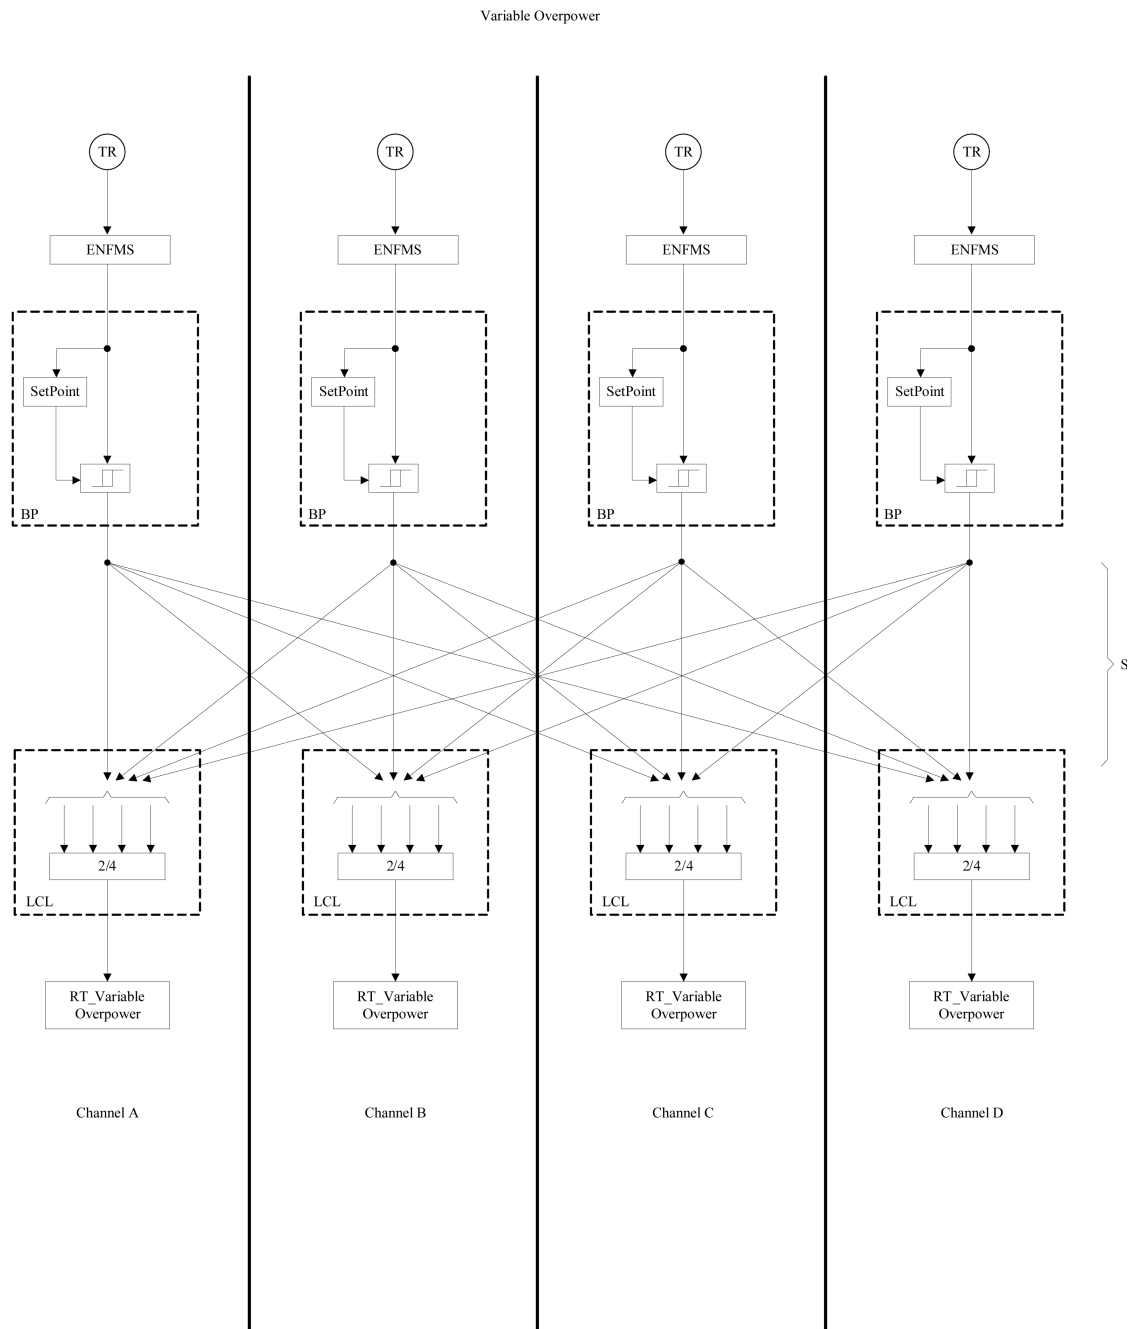 Variable Overpower
TR
TR
TR
TR
ENFMS
ENFMS
ENFMS
ENFMS
SetPoint
SetPoint
SetPoint
SetPoint
BP
BP
BP
BP
S
2/4
2/4
2/4
2/4
LCL
LCL
LCL
LCL
RT_Variable
Overpower
RT_Variable
Overpower
RT_Variable
Overpower
RT_Variable
Overpower
Channel A
Channel B
Channel C
Channel D